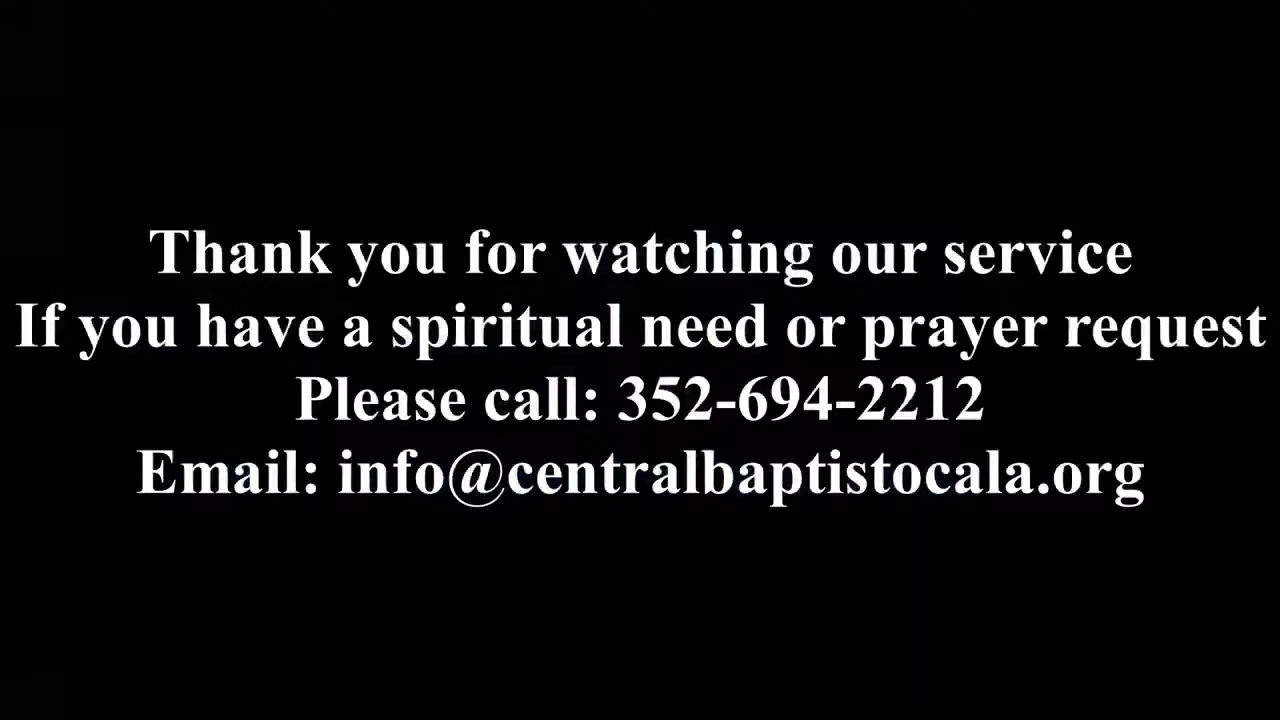 Thank you for watching our service
If you have a spiritual need or prayer request
Please call: 352-694-2212
Email: info@centralbaptistocala.org